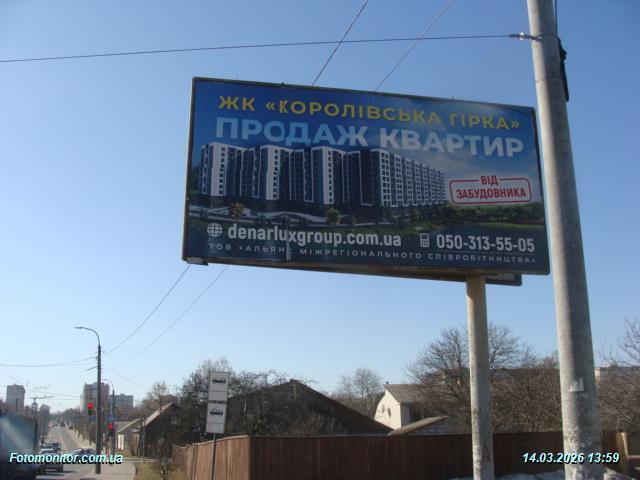 ЖК «КОРОЛІВСЬКА ГІРКА»
ПРОДАЖ КВАРТИР
ВІД
ЗАБУДОВНИКА
denarluxgroup.com.ua
050-313-55-05
ТОВ «АЛЬЯНС МІЖРЕГІОНАЛЬНОГО СПІВРОБІТНИЦТВА»
Fotomonitor.com.ua
14.03.2026 13:59